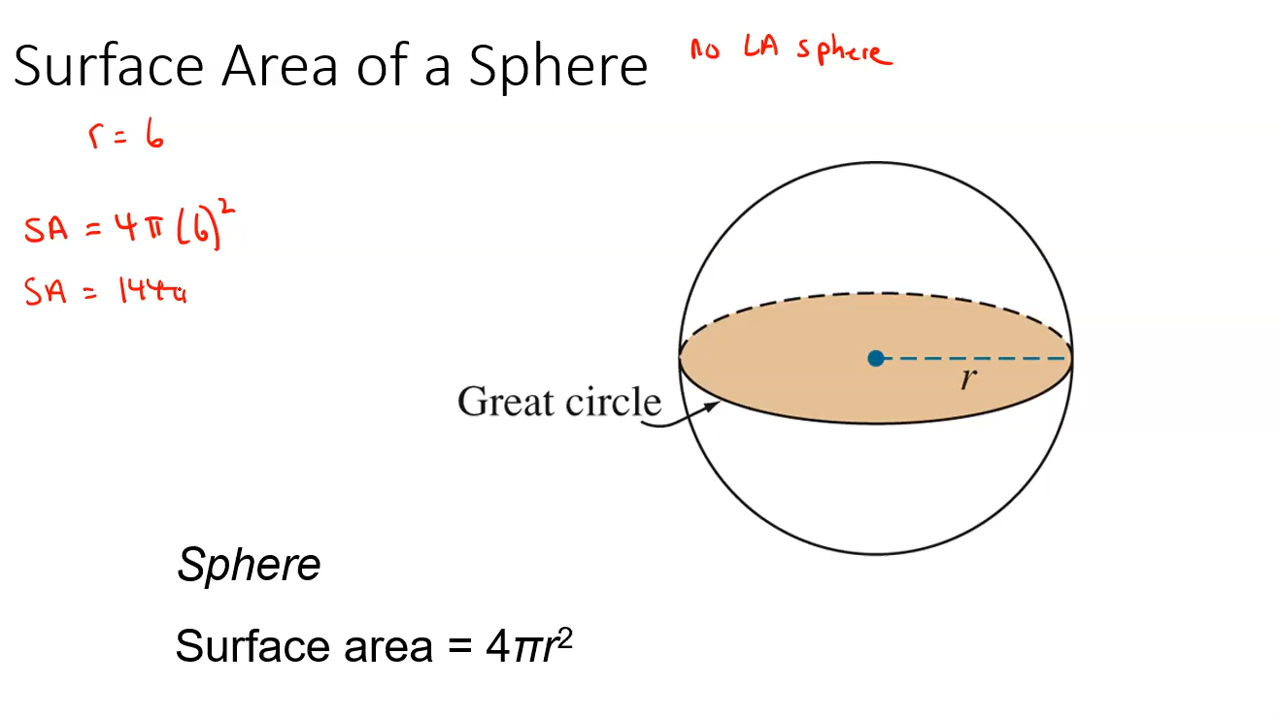 Surface Area of a Sphere
no LA sphere
r = 6
SA = 4π(6)²
SA = 144π
r
Great circle
Sphere
Surface area = 4πr²